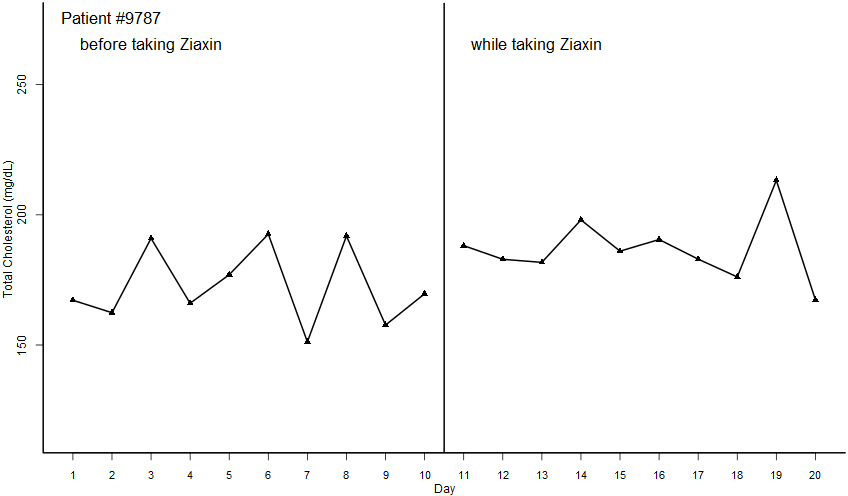 Patient #9787
before taking Ziaxin
while taking Ziaxin
Total Cholesterol (mg/dL)
250
200
150
1 2 3 4 5 6 7 8 9 10 11 12 13 14 15 16 17 18 19 20
Day